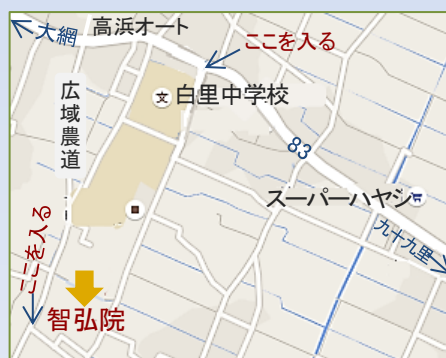 大網
高浜オート
ここを入る
広域農道
文
白里中学校
83
スーパーハヤシ
九十九里
ここを入る
智弘院